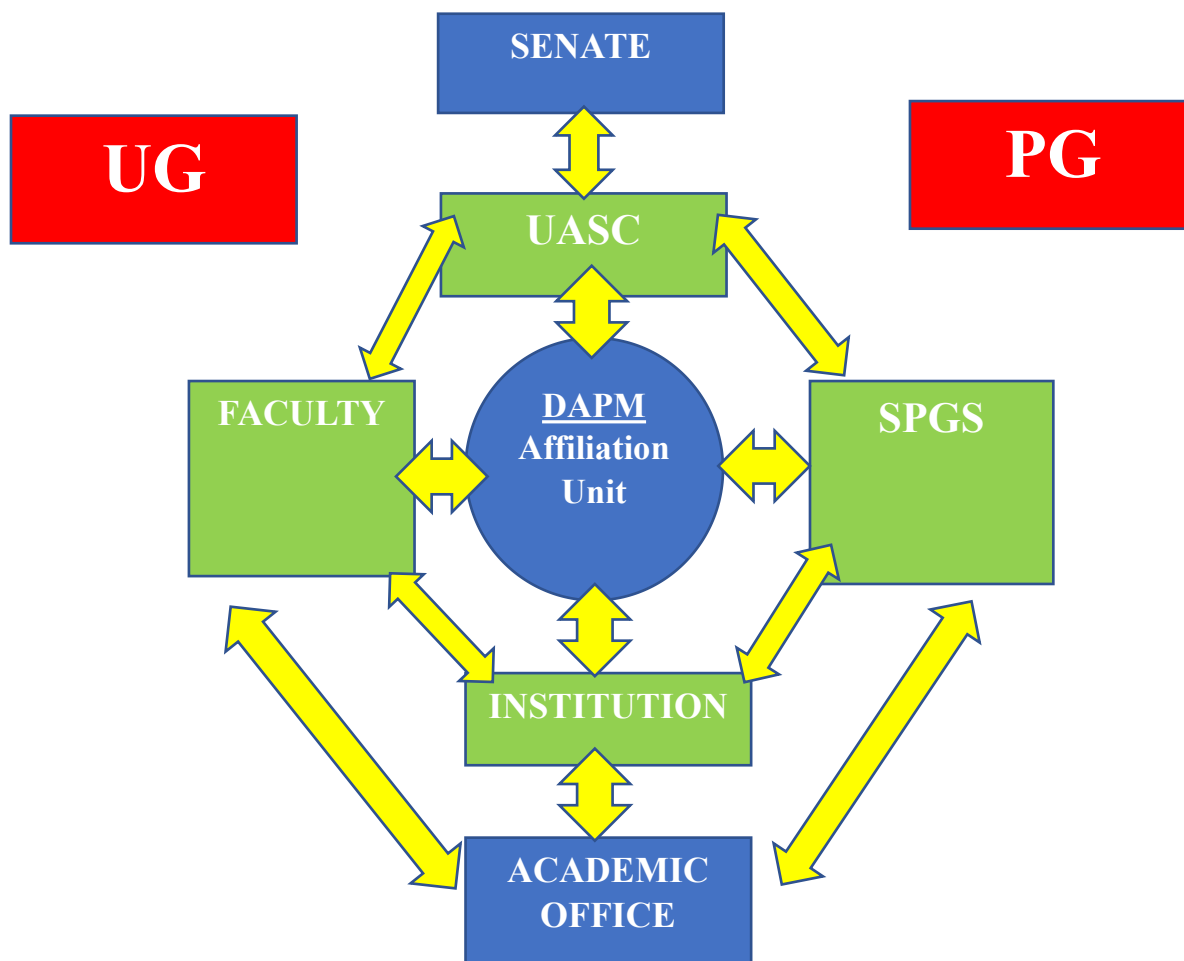 SENATE
UG
PG
UASC
FACULTY
DAPM
Affiliation
Unit
SPGS
INSTITUTION
ACADEMIC
OFFICE